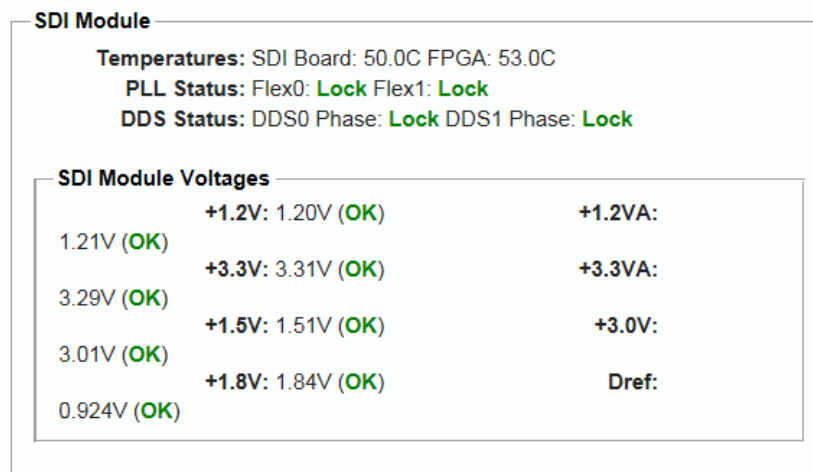 SDI Module
Temperatures: SDI Board: 50.0C FPGA: 53.0C
PLL Status: Flex0: Lock Flex1: Lock
DDS Status: DDS0 Phase: Lock DDS1 Phase: Lock
SDI Module Voltages
+1.2V: 1.20V (OK) +1.2VA:
1.21V (OK)
+3.3V: 3.31V (OK) +3.3VA:
3.29V (OK)
+1.5V: 1.51V (OK) +3.0V:
3.01V (OK)
+1.8V: 1.84V (OK) Dref:
0.924V (OK)